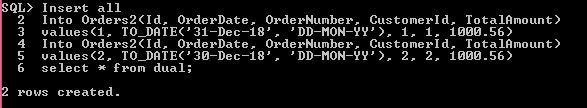 SQL> Insert all
2 Into Orders2(Id, OrderDate, OrderNumber, CustomerId, TotalAmount)
3 values(1, TO_DATE('31-Dec-18', 'DD-MON-YY'), 1, 1, 1000.56)
4 Into Orders2(Id, OrderDate, OrderNumber, CustomerId, TotalAmount)
5 values(2, TO_DATE('30-Dec-18', 'DD-MON-YY'), 2, 2, 1000.56)
6 select * from dual;
2 rows created.